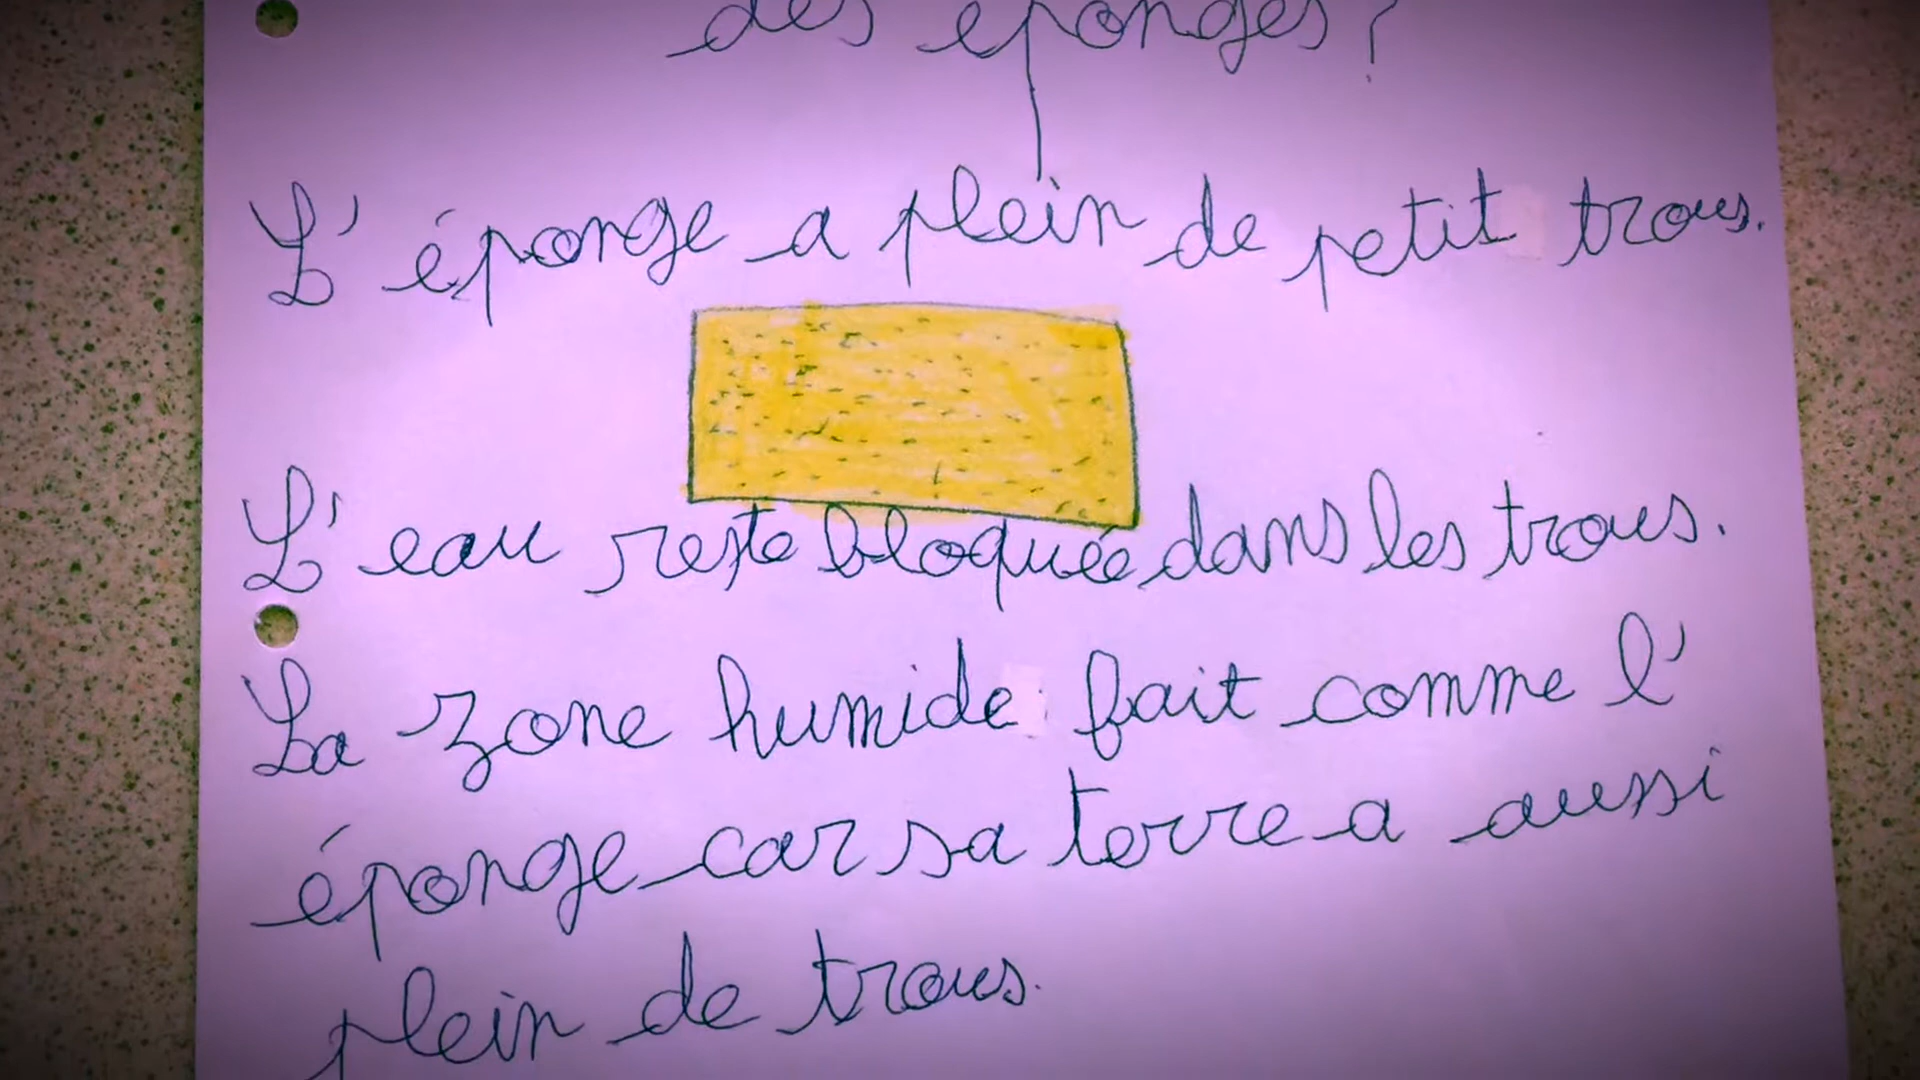 des éponges?
L'éponge a plein de petit trous.
L'eau reste bloquée dans les trous.
La zone humide fait comme l'
éponge car sa terre a aussi
plein de trous.